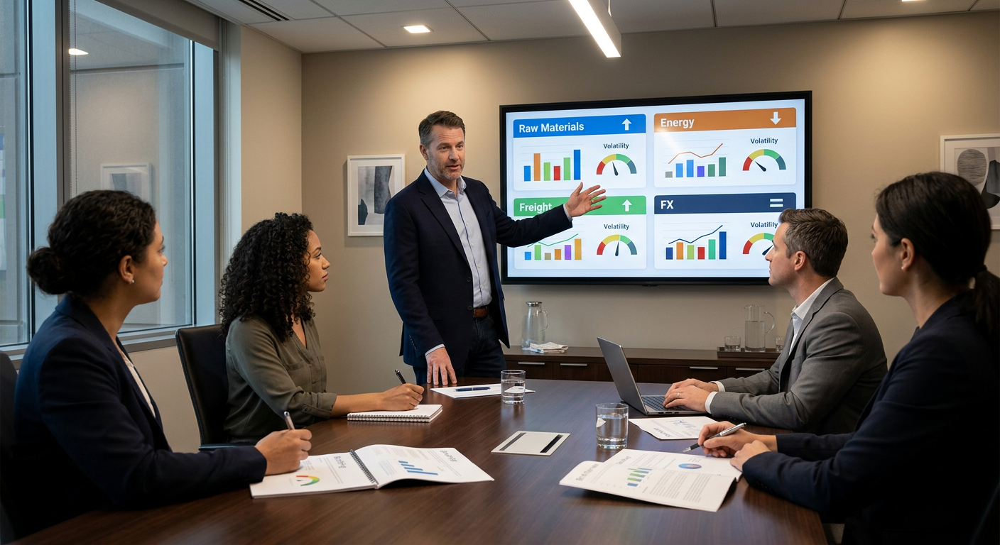 Raw Materials
Volatility
Energy
Volatility
Freight
Volatility
FX
Volatility